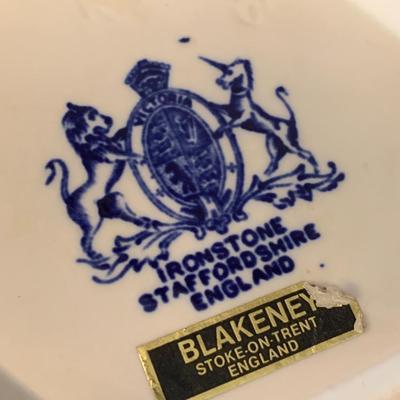 VICTORIA
IRONSTONE
STAFFORDSHIRE
ENGLAND
BLAKENEY
STOKE-ON-TRENT
ENGLAND